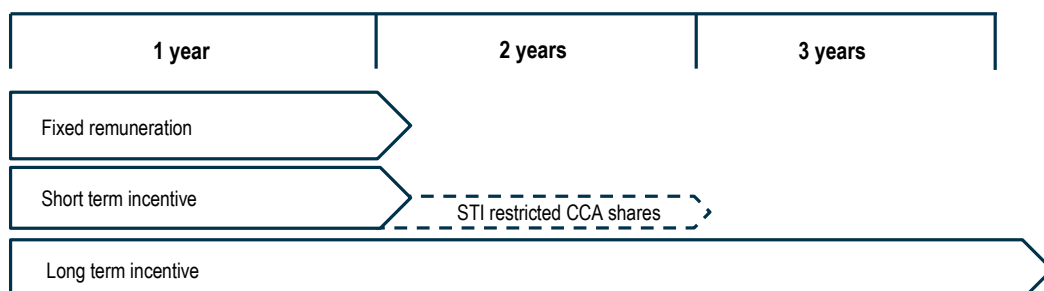 1 year 2 years 3 years
Fixed remuneration
Short term incentive
STI restricted CCA shares
Long term incentive